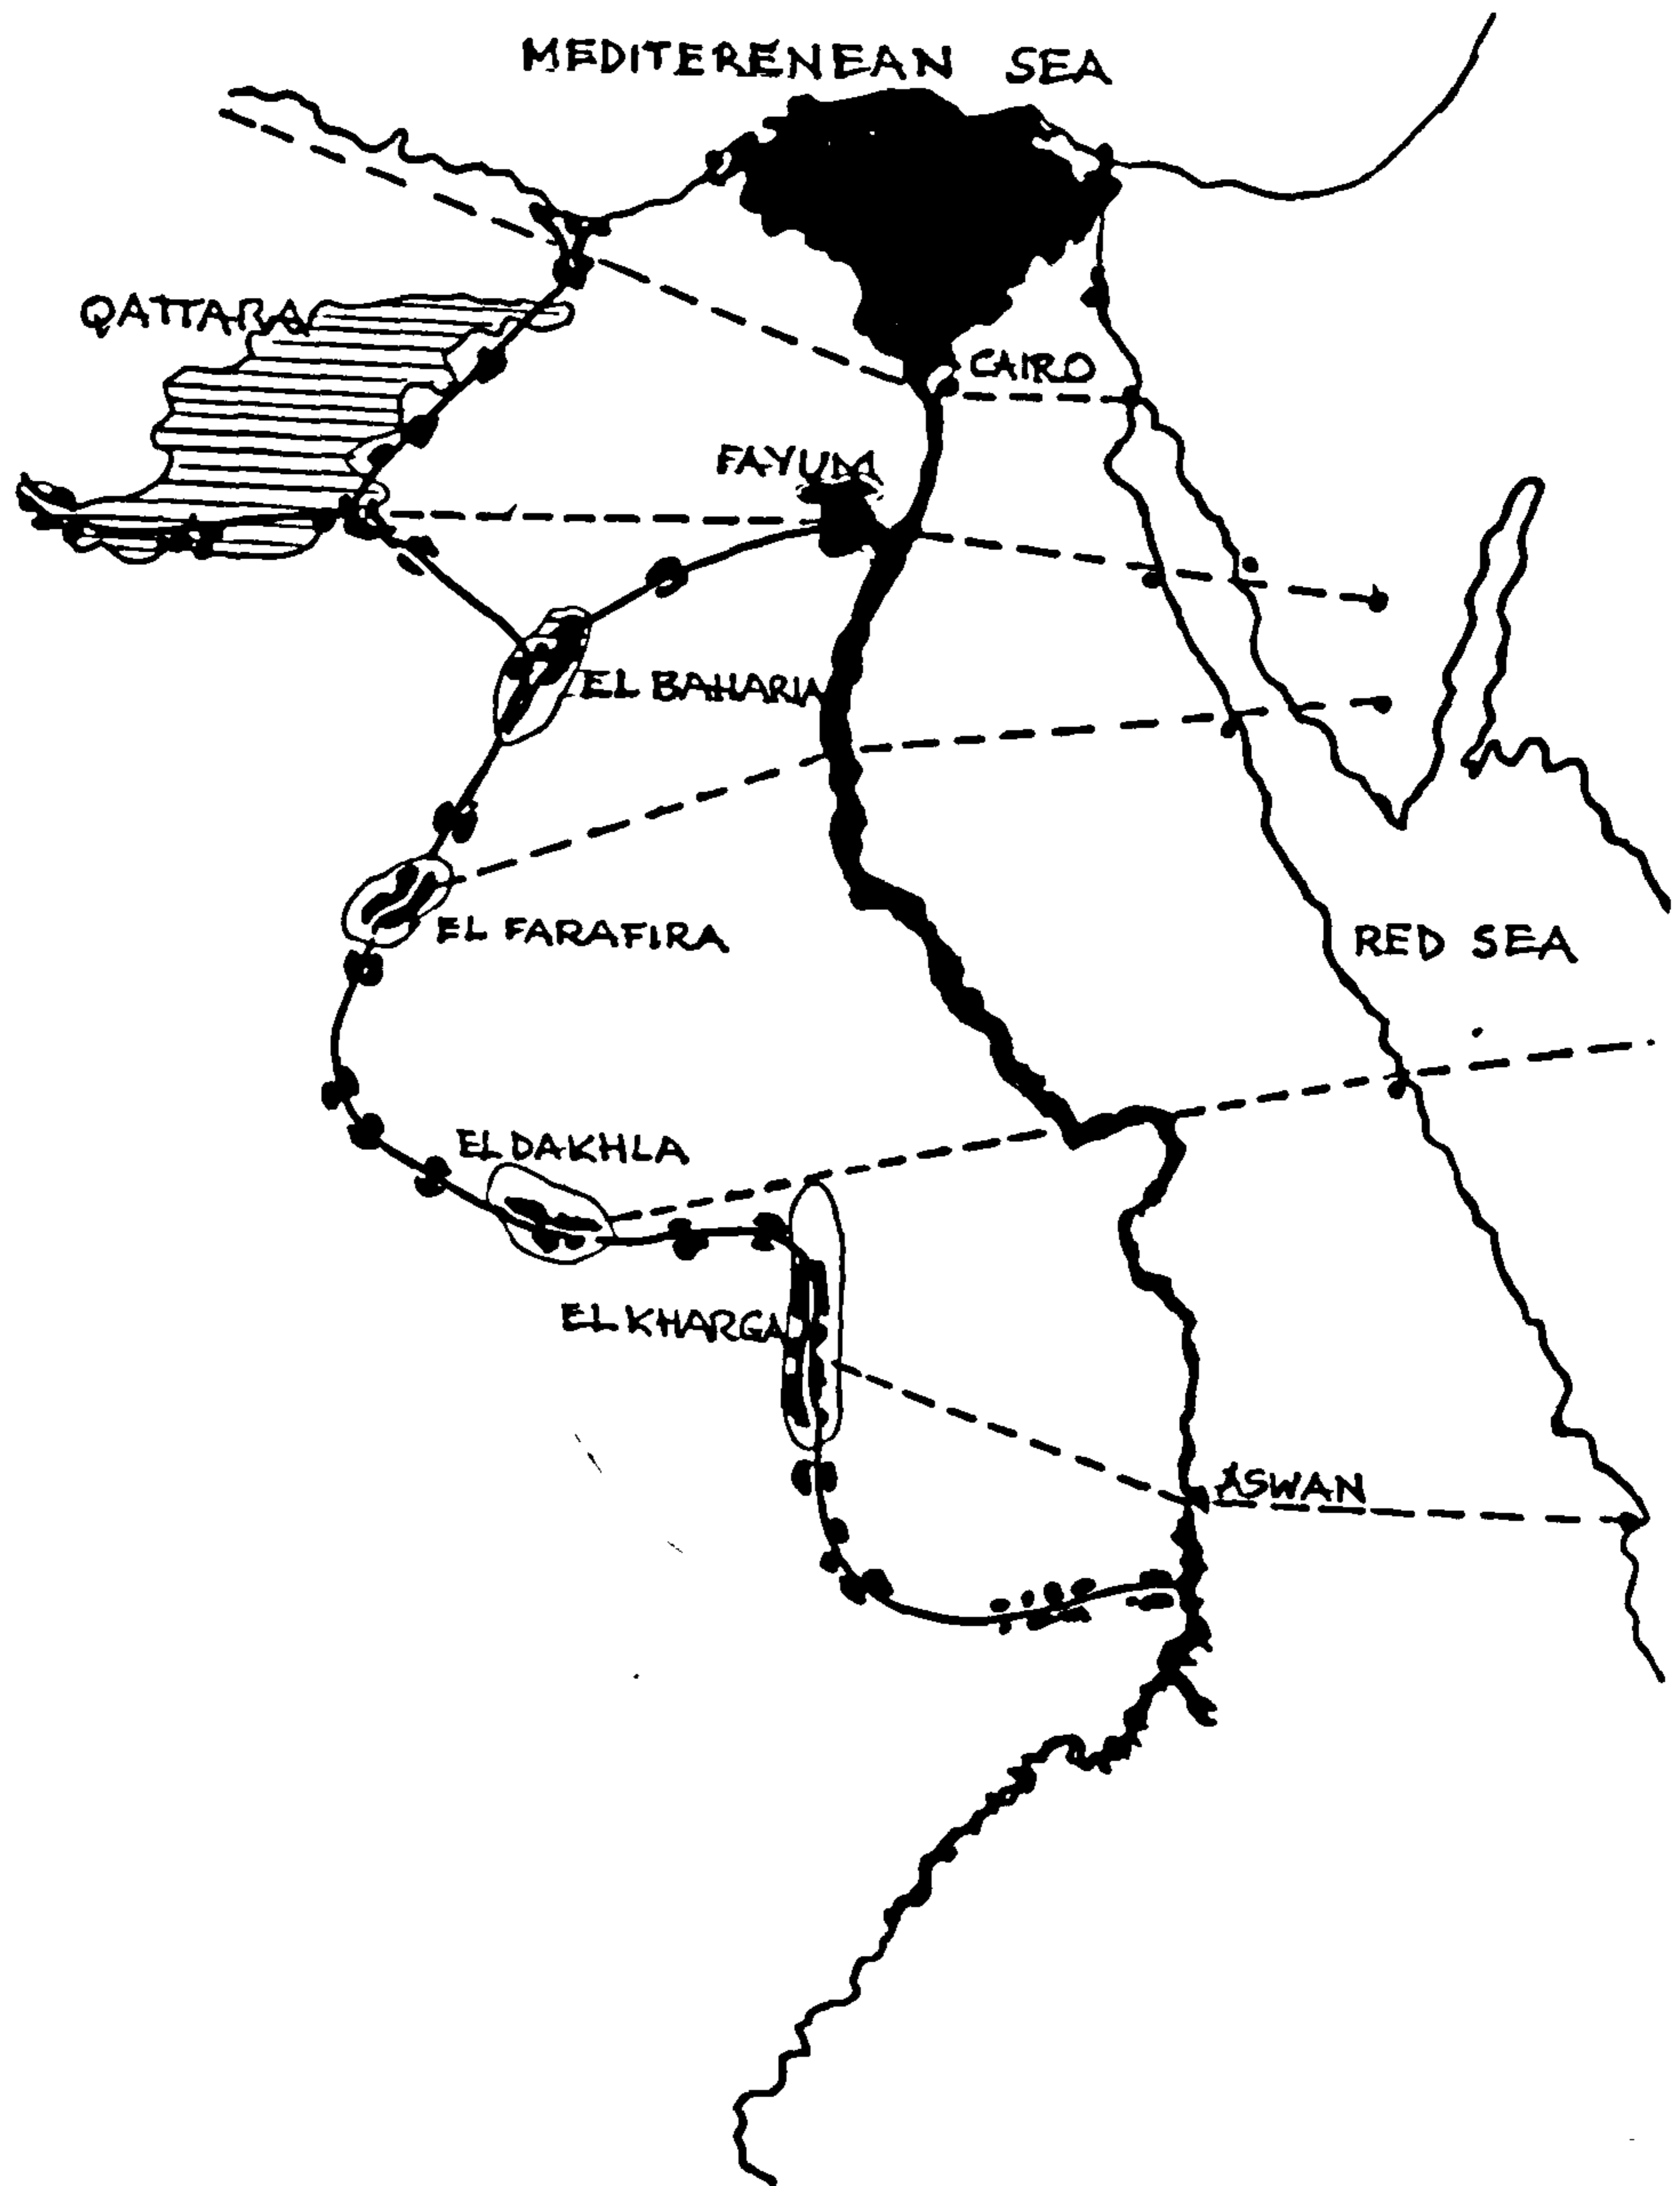 MEDITERENEAN SEA
QATTARA
CAIRO
FAYUM
EL BAHARIA
EL FARAFIRA
RED SEA
EL DAKHLA
EL KHARGA
ASWAN